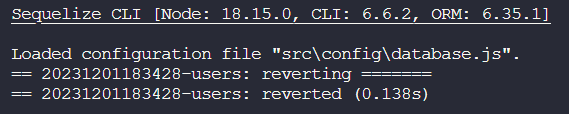 Sequelize CLI [Node: 18.15.0, CLI: 6.6.2, ORM: 6.35.1]
Loaded configuration file "src\config\database.js".
== 20231201183428-users: reverting =======
== 20231201183428-users: reverted (0.138s)